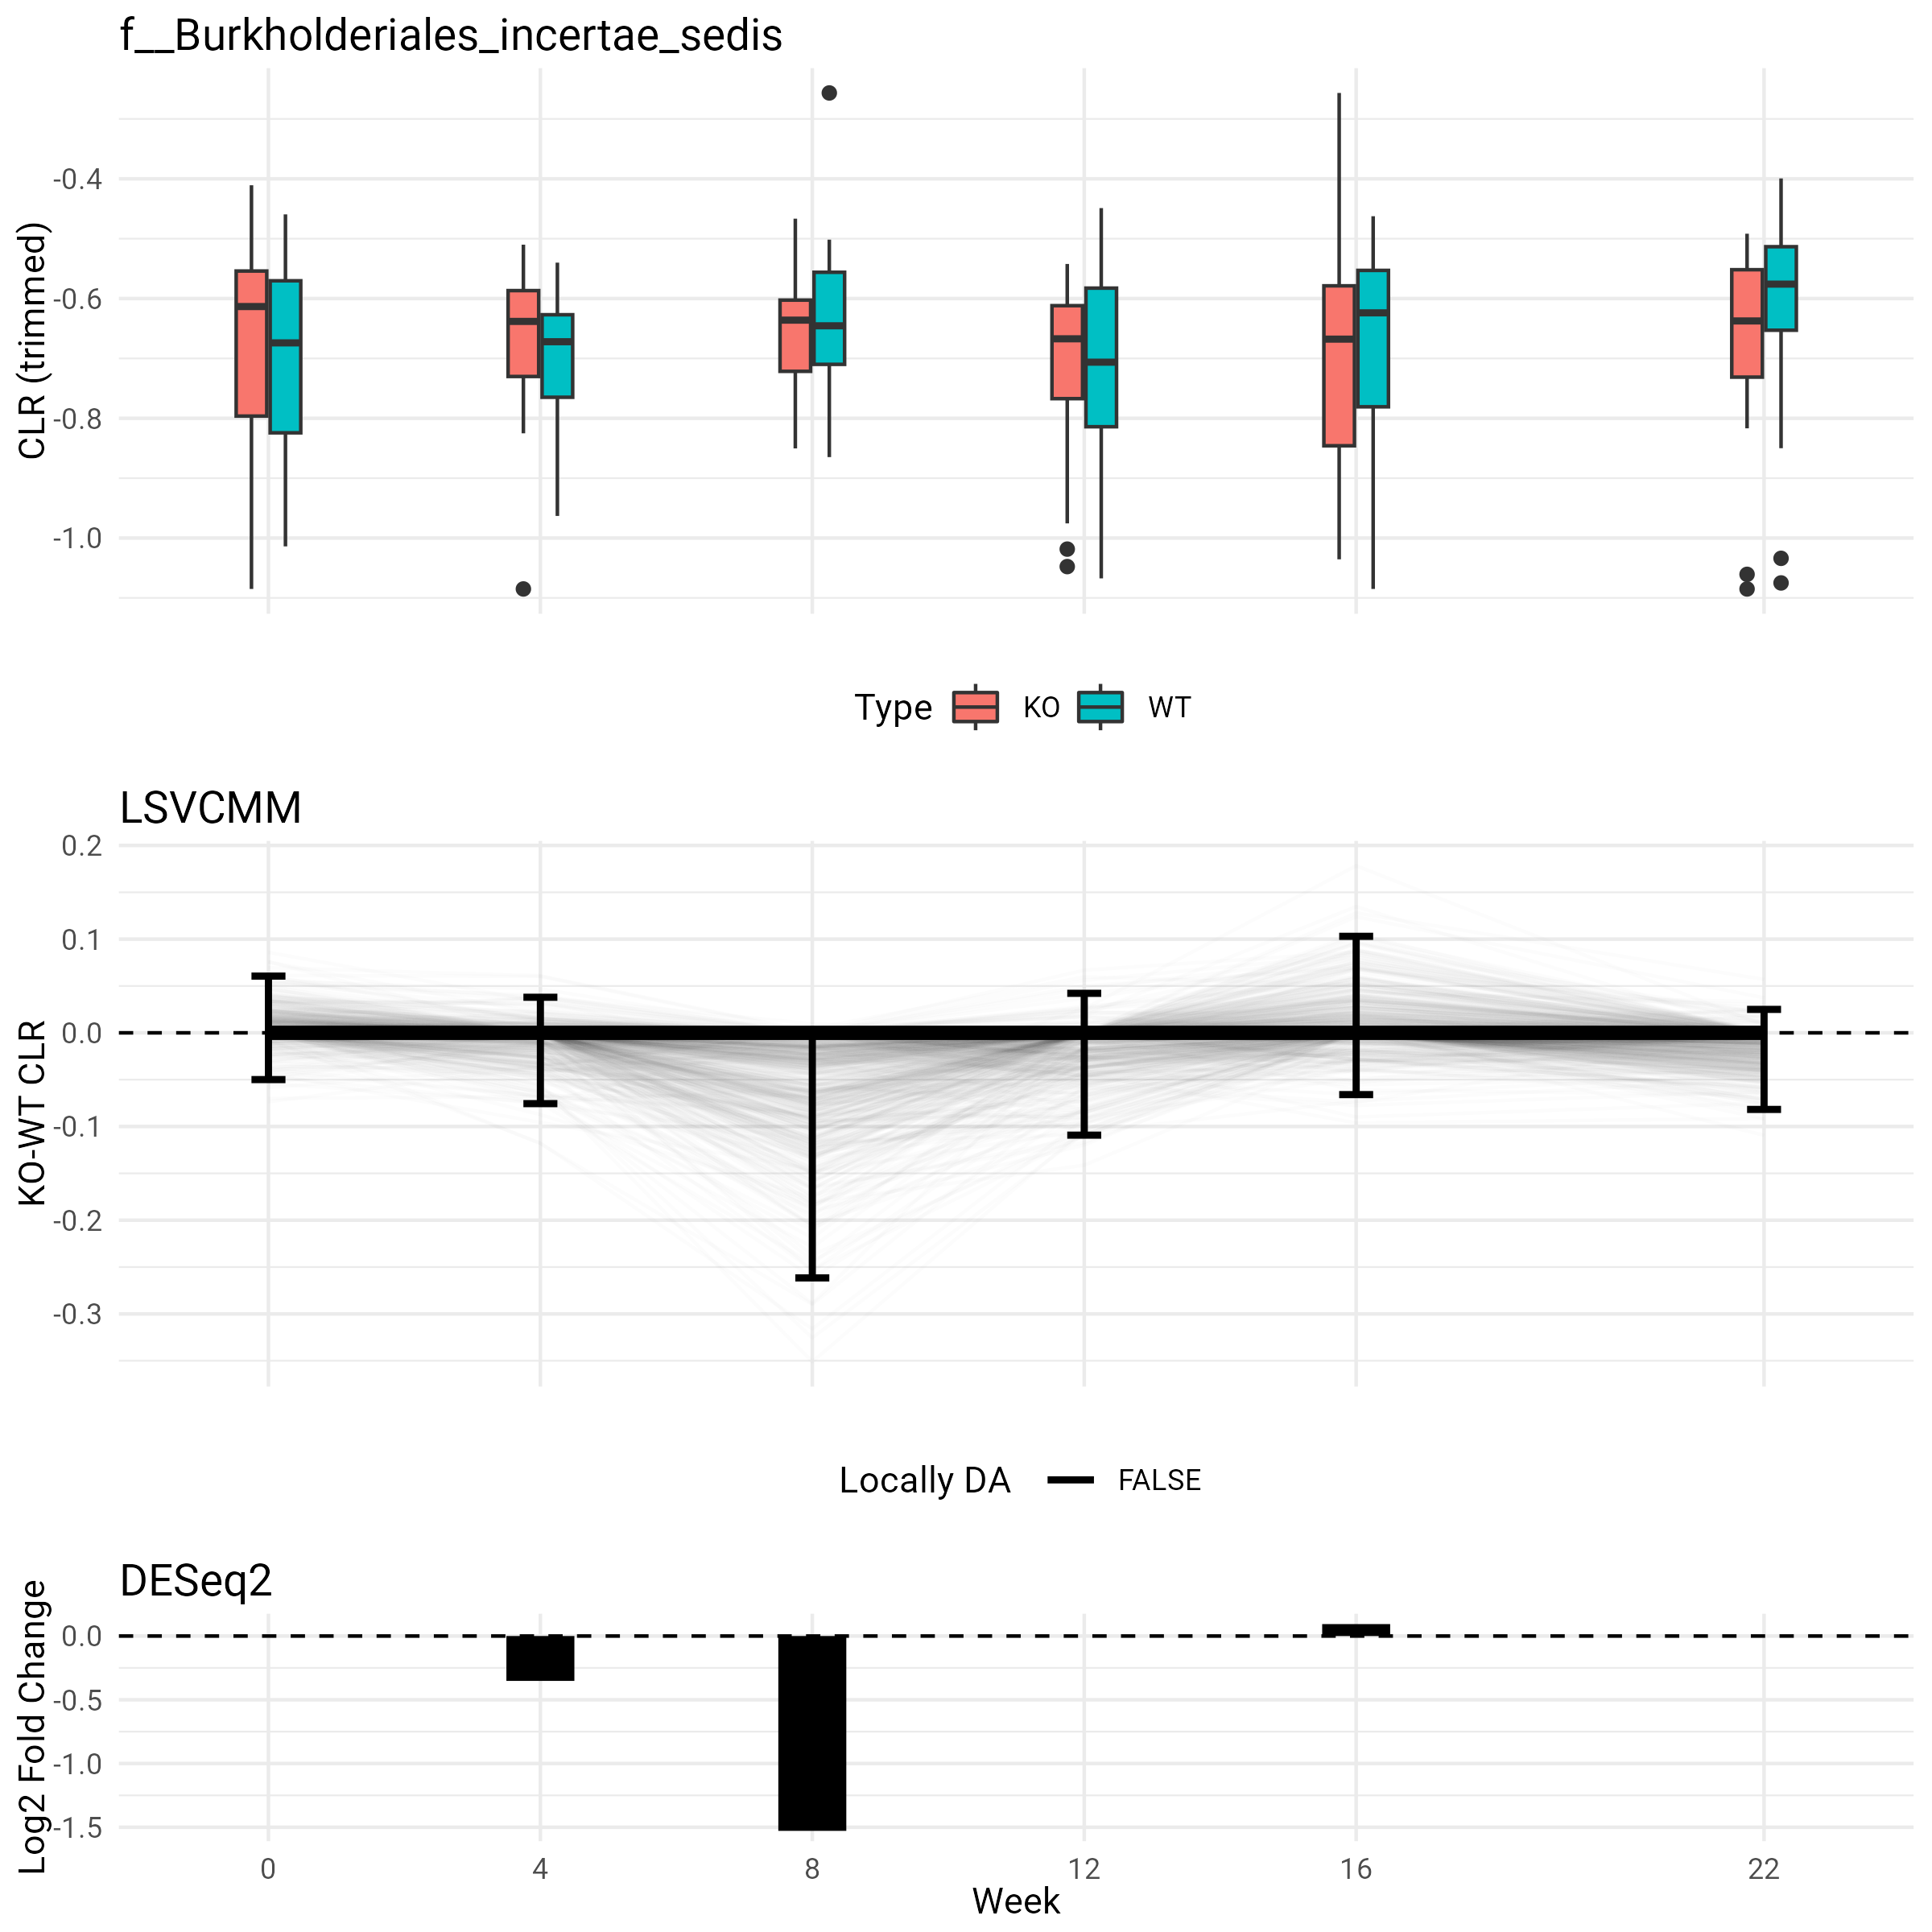 f__Burkholderiales_incertae_sedis
CLR (trimmed)
-0.4
-0.6
-0.8
-1.0
Type KO WT
LSVCMM
KO-WT CLR
0.2
0.1
0.0
-0.1
-0.2
-0.3
Locally DA FALSE
DESeq2
Log2 Fold Change
0.0
-0.5
-1.0
-1.5
0 4 8 12 16 22
Week